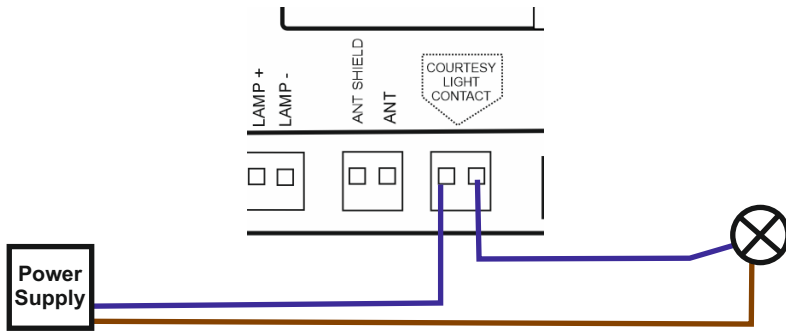 LAMP +
LAMP -
ANT SHIELD
ANT
COURTESY
LIGHT
CONTACT
Power
Supply